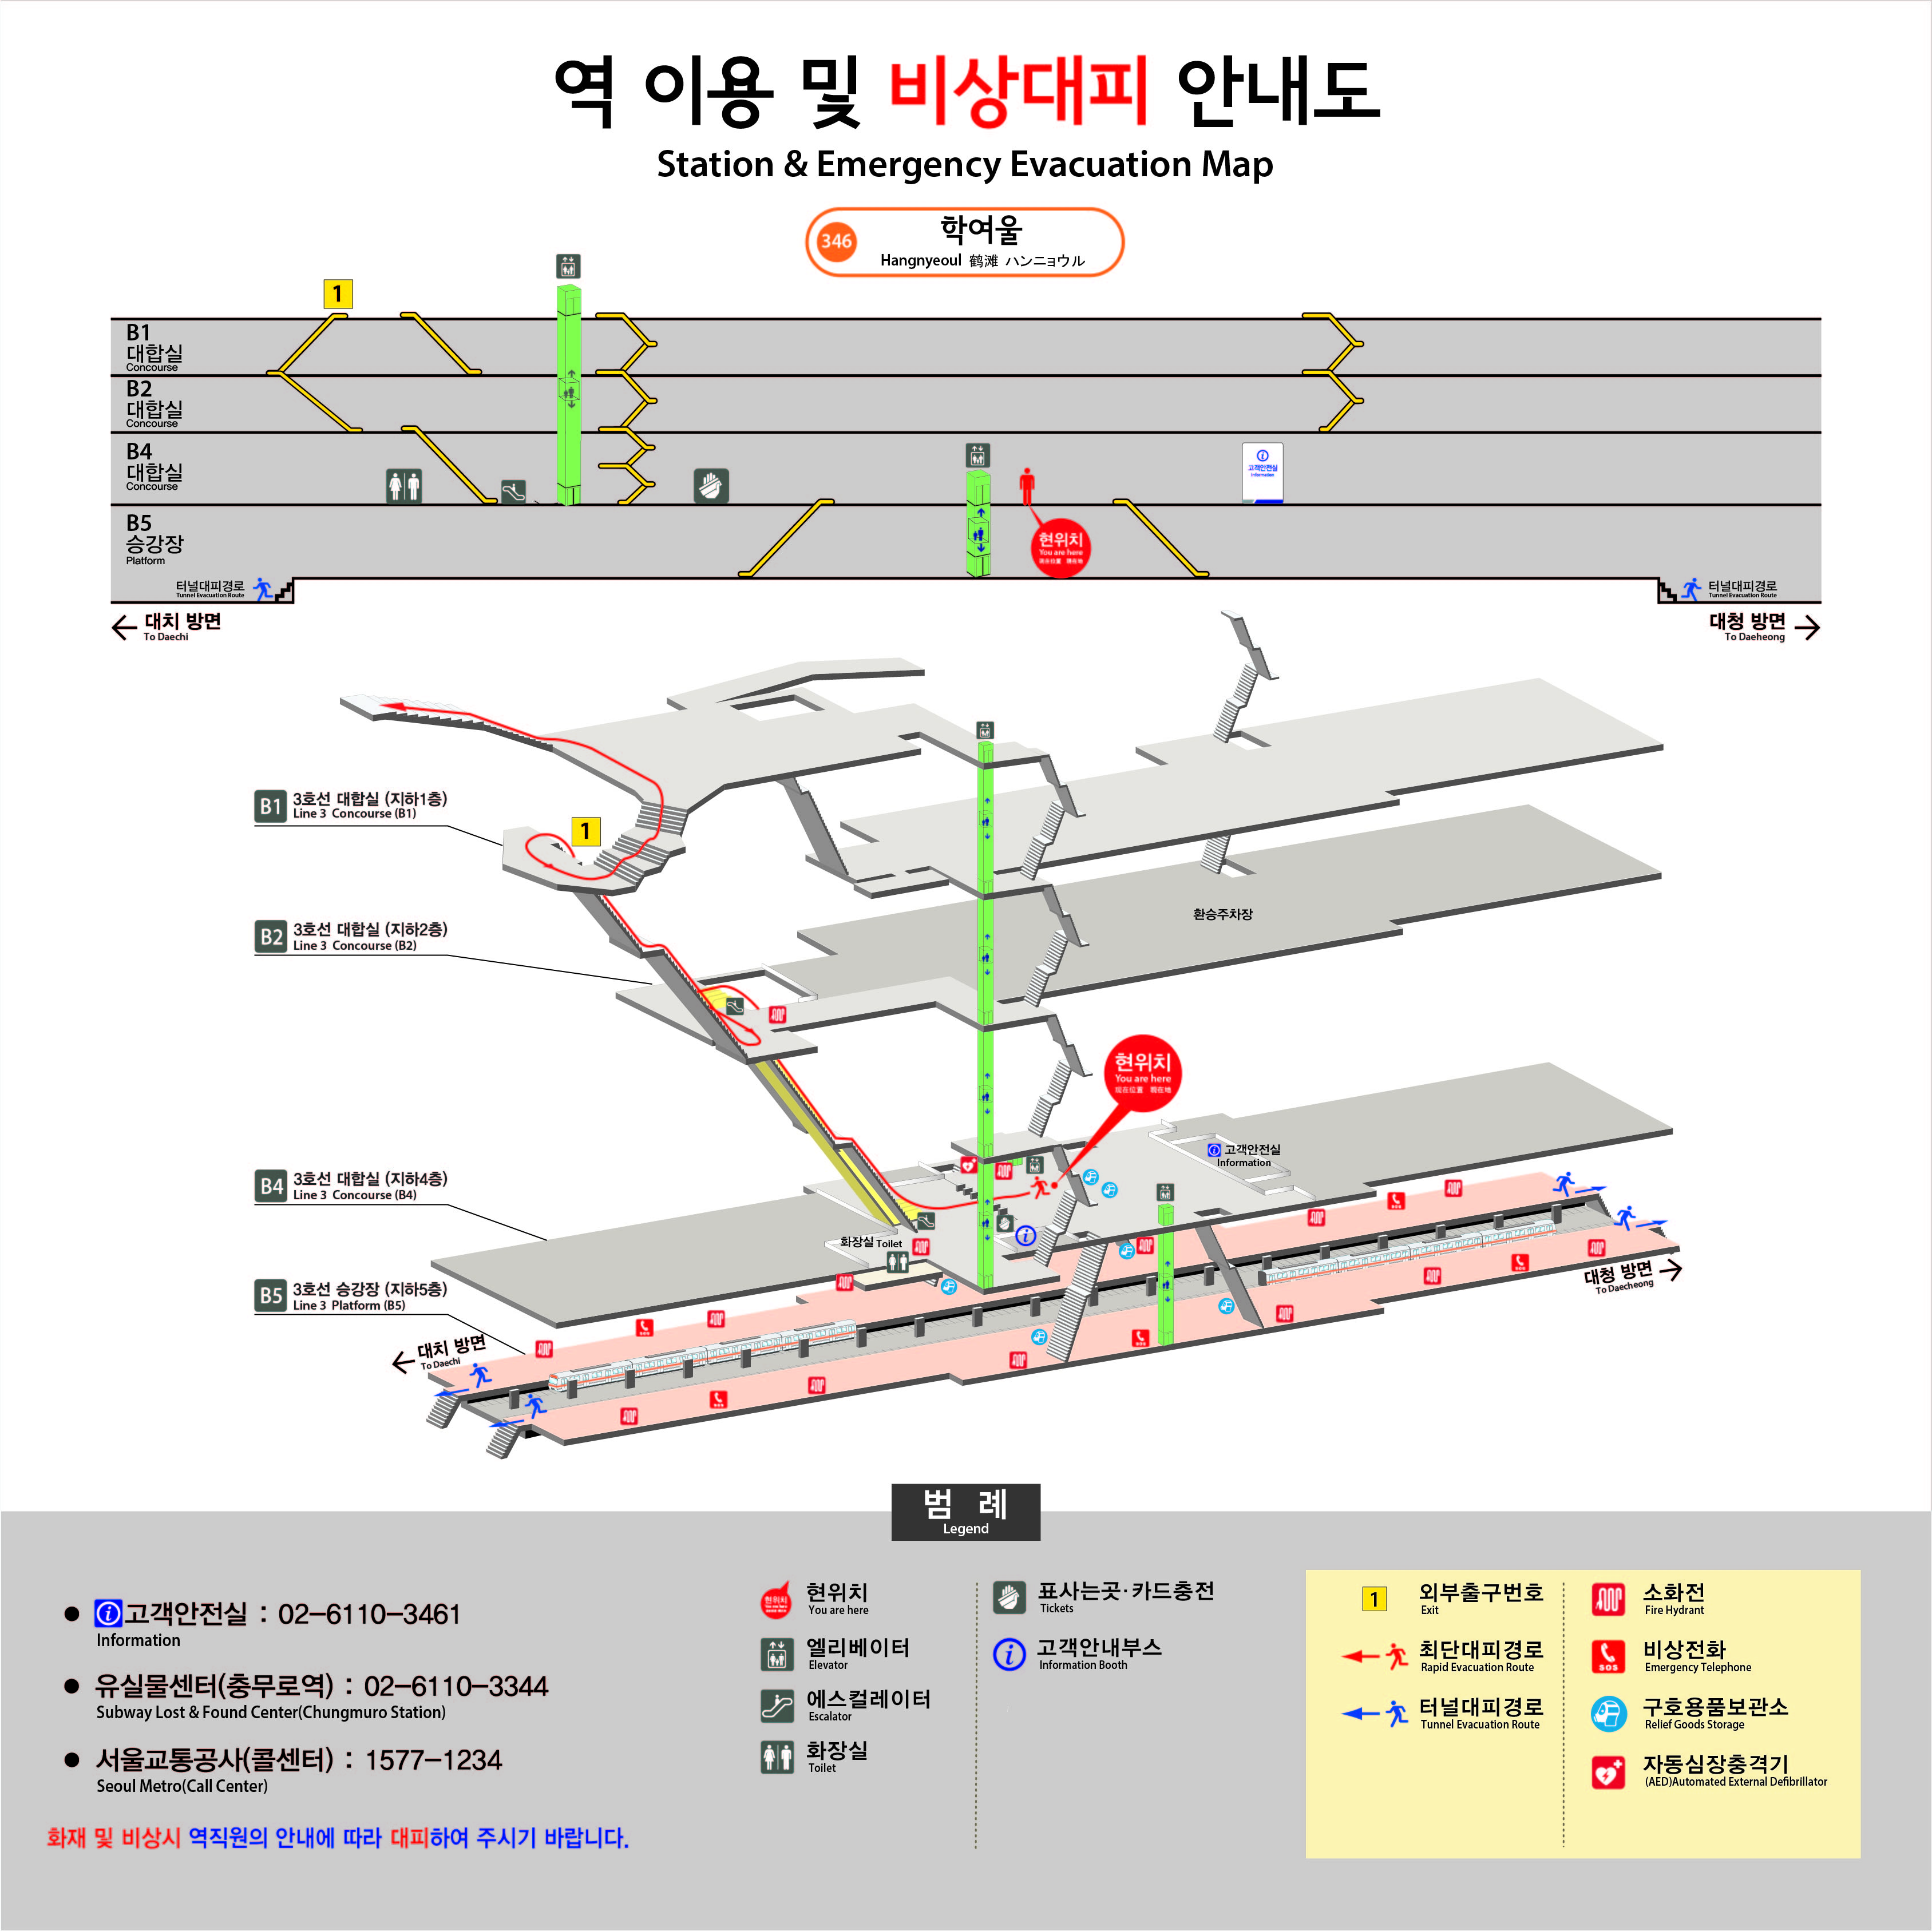 역 이용 및 비상대피 안내도
Station & Emergency Evacuation Map
346
학여울
Hangnyeoul 鹤滩 ハンニョウル
1
B1
대합실
Concourse
B2
대합실
Concourse
B4
대합실
Concourse
고객안전실
Information
B5
승강장
Platform
현위치
You are here
现在位置 現在地
터널대피경로
Tunnel Evacuation Route
터널대피경로
Tunnel Evacuation Route
대치 방면
To Daechi
대청 방면
To Daeheong
B1
3호선 대합실 (지하1층)
Line 3 Concourse (B1)
1
B2
3호선 대합실 (지하2층)
Line 3 Concourse (B2)
환승주차장
현위치
You are here
现在位置 現在地
고객안전실
Information
B4
3호선 대합실 (지하4층)
Line 3 Concourse (B4)
화장실 Toilet
B5
3호선 승강장 (지하5층)
Line 3 Platform (B5)
대청 방면
To Daecheong
대치 방면
To Daechi
범 례
Legend
고객안전실 : 02-6110-3461
Information
유실물센터(충무로역) : 02-6110-3344
Subway Lost & Found Center(Chungmuro Station)
서울교통공사(콜센터) : 1577-1234
Seoul Metro(Call Center)
화재 및 비상시 역직원의 안내에 따라 대피하여 주시기 바랍니다.
현위치
You are here
엘리베이터
Elevator
에스컬레이터
Escalator
화장실
Toilet
표사는곳·카드충전
Tickets
고객안내부스
Information Booth
1
외부출구번호
Exit
최단대피경로
Rapid Evacuation Route
터널대피경로
Tunnel Evacuation Route
소화전
Fire Hydrant
SOS
비상전화
Emergency Telephone
구호용품보관소
Relief Goods Storage
자동심장충격기
(AED)Automated External Defibrillator